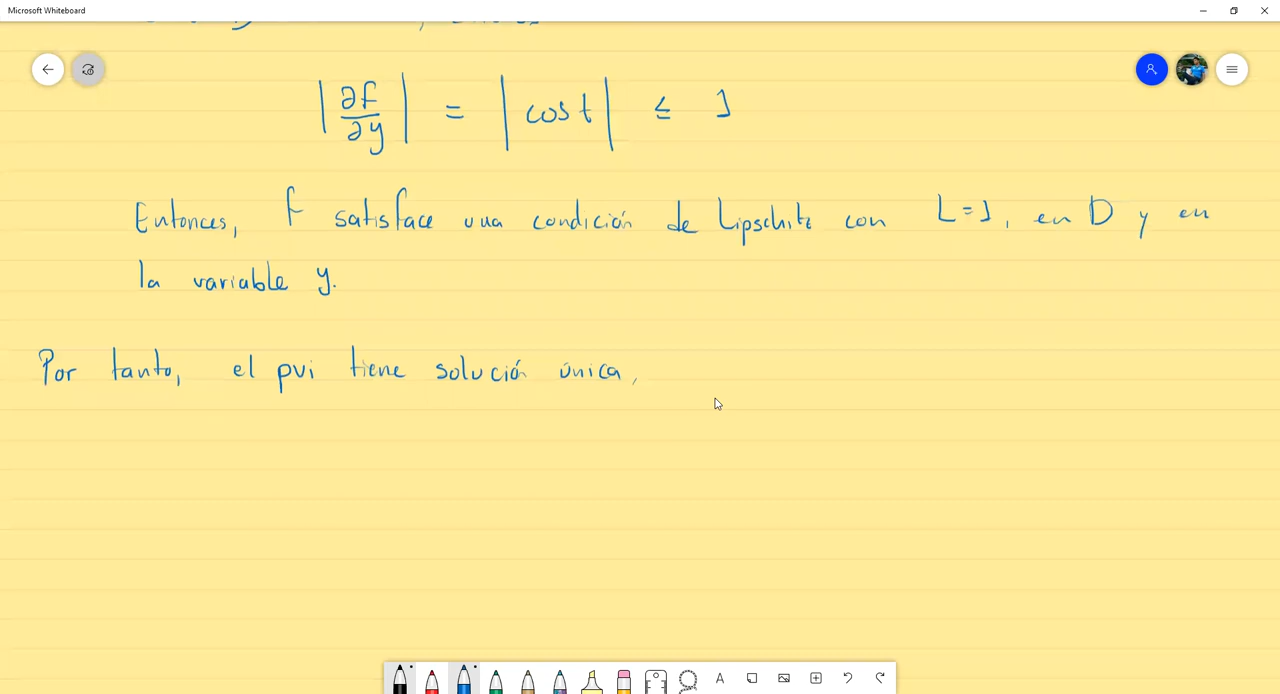 Microsoft Whiteboard
|∂f/∂y| = |cos t| ≤ 1
Entonces, f satisface una condición de Lipschitz con L=1, en D y en
la variable y.
Por tanto, el pvi tiene solución única,
A